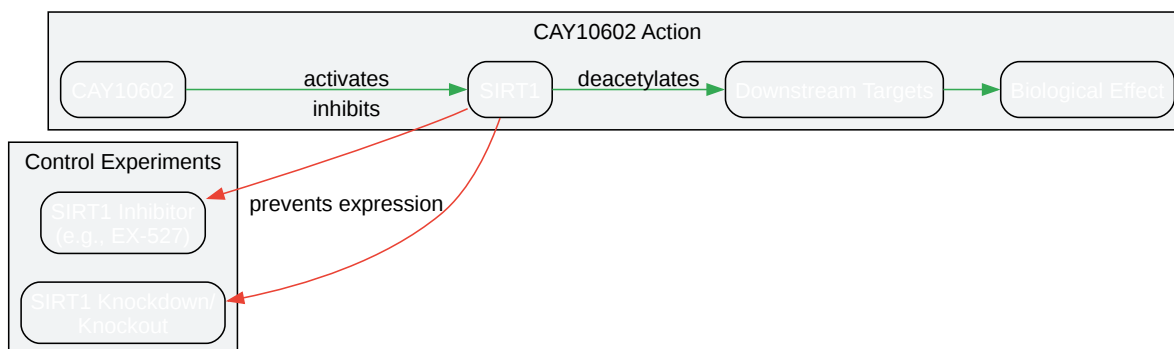 CAY10602 Action
CAY10602
activates
inhibits
SIRT1
deacetylates
Downstream Targets
Biological Effect
Control Experiments
SIRT1 Inhibitor
(e.g., EX-527)
prevents expression
SIRT1 Knockdown/
Knockout